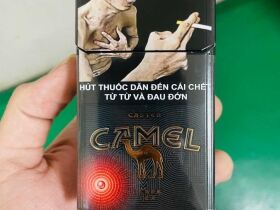 HÚT THUỐC DẪN ĐẾN CÁI CHẾT
TỪ TỪ VÀ ĐAU ĐỚN
CAMEL